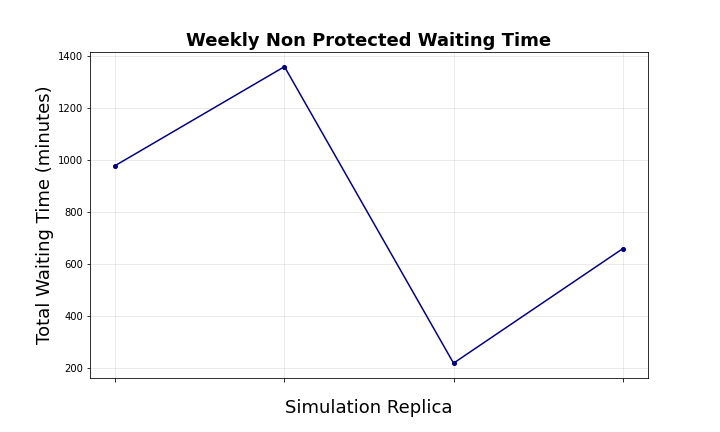 Weekly Non Protected Waiting Time
Total Waiting Time (minutes)
1400
1200
1000
800
600
400
200
Simulation Replica